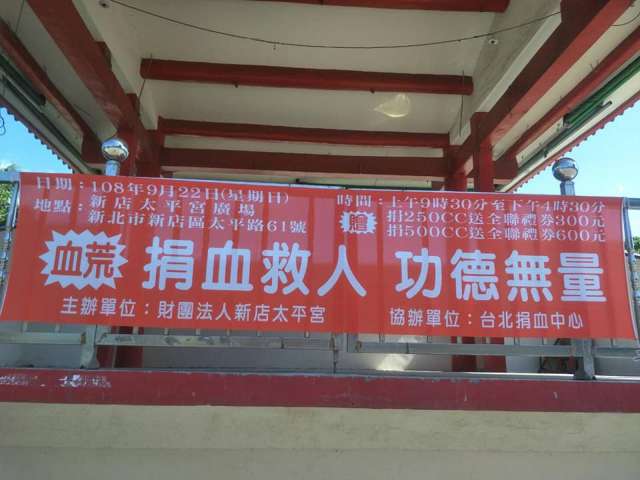 日期：108年9月22日(星期日)
地點：新店太平宮廣場
新北市新店區太平路61號
時間：上午9時30分至下午4時30分
贈
捐250CC送全聯禮券300元
捐500CC送全聯禮券600元
血荒
捐血救人 功德無量
主辦單位：財團法人新店太平宮
協辦單位：台北捐血中心